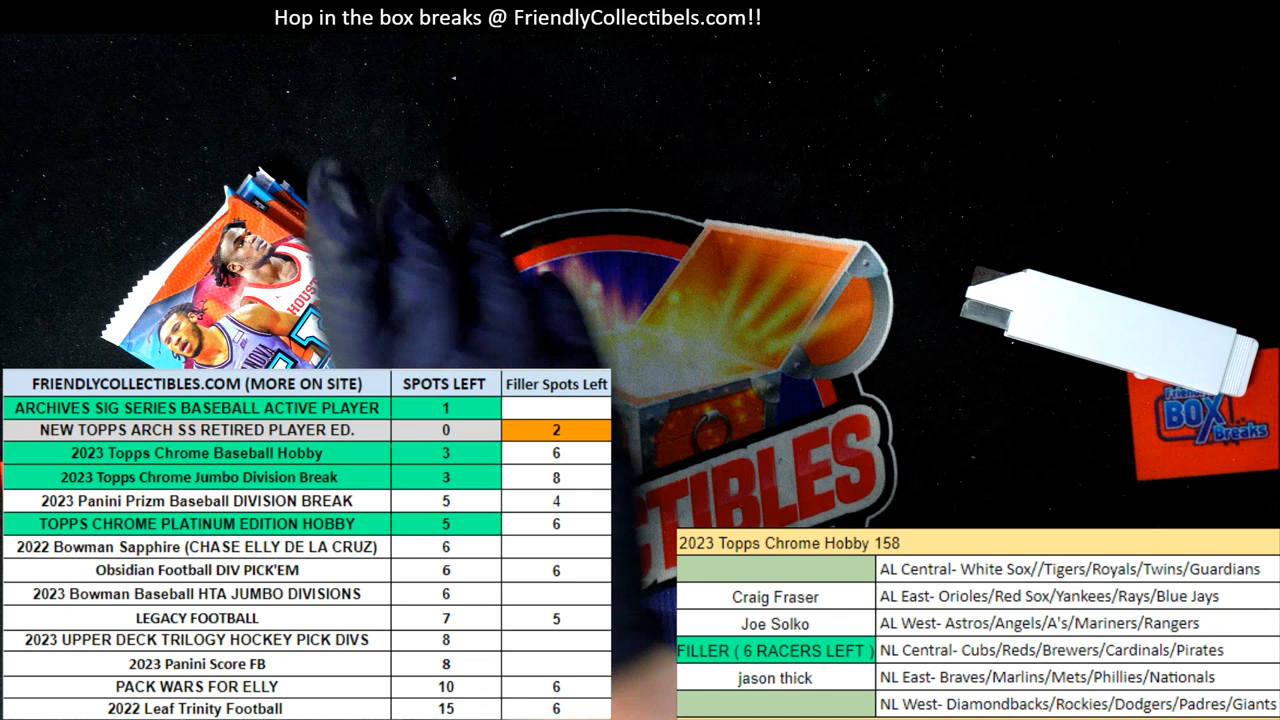 Hop in the box breaks @ FriendlyCollectibels.com!!
HOUST
NOVA
FRIENDLYCOLLECTIBLES.COM (MORE ON SITE) SPOTS LEFT Filler Spots Left
ARCHIVES SIG SERIES BASEBALL ACTIVE PLAYER 1
NEW TOPPS ARCH SS RETIRED PLAYER ED. 0 2
2023 Topps Chrome Baseball Hobby 3 6
2023 Topps Chrome Jumbo Division Break 3 8
2023 Panini Prizm Baseball DIVISION BREAK 5 4
TOPPS CHROME PLATINUM EDITION HOBBY 5 6
2022 Bowman Sapphire (CHASE ELLY DE LA CRUZ) 6
Obsidian Football DIV PICK'EM 6 6
2023 Bowman Baseball HTA JUMBO DIVISIONS 6
LEGACY FOOTBALL 7 5
2023 UPPER DECK TRILOGY HOCKEY PICK DIVS 8
2023 Panini Score FB 8
PACK WARS FOR ELLY 10 6
2022 Leaf Trinity Football 15 6
CTIBLES
BOX
Breaks
2023 Topps Chrome Hobby 158
AL Central- White Sox//Tigers/Royals/Twins/Guardians
Craig Fraser AL East- Orioles/Red Sox/Yankees/Rays/Blue Jays
Joe Solko AL West- Astros/Angels/A's/Mariners/Rangers
FILLER ( 6 RACERS LEFT ) NL Central- Cubs/Reds/Brewers/Cardinals/Pirates
jason thick NL East- Braves/Marlins/Mets/Phillies/Nationals
NL West- Diamondbacks/Rockies/Dodgers/Padres/Giants